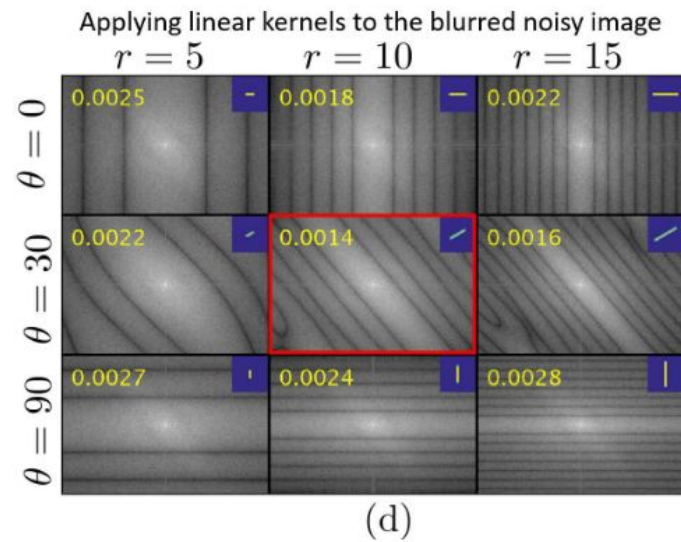 Applying linear kernels to the blurred noisy image
r = 5 r = 10 r = 15
θ = 0
0.0025 0.0018 0.0022
θ = 30
0.0022 0.0014 0.0016
θ = 90
0.0027 0.0024 0.0028
(d)